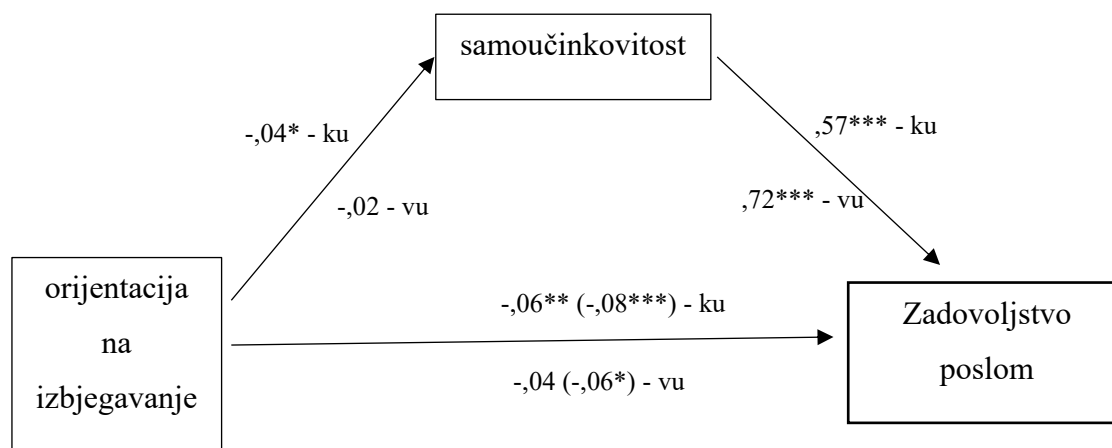 samoučinkovitost
-,04* - ku
,57*** - ku
-,02 - vu
,72*** - vu
orijentacija
na
izbjegavanje
-,06** (-,08***) - ku
-,04 (-,06*) - vu
Zadovoljstvo
poslom